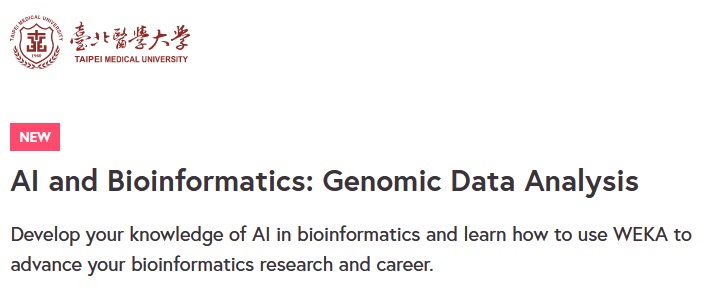 TAIPEI MEDICAL UNIVERSITY
1960
臺北醫學大學
TAIPEI MEDICAL UNIVERSITY
NEW
AI and Bioinformatics: Genomic Data Analysis
Develop your knowledge of AI in bioinformatics and learn how to use WEKA to
advance your bioinformatics research and career.